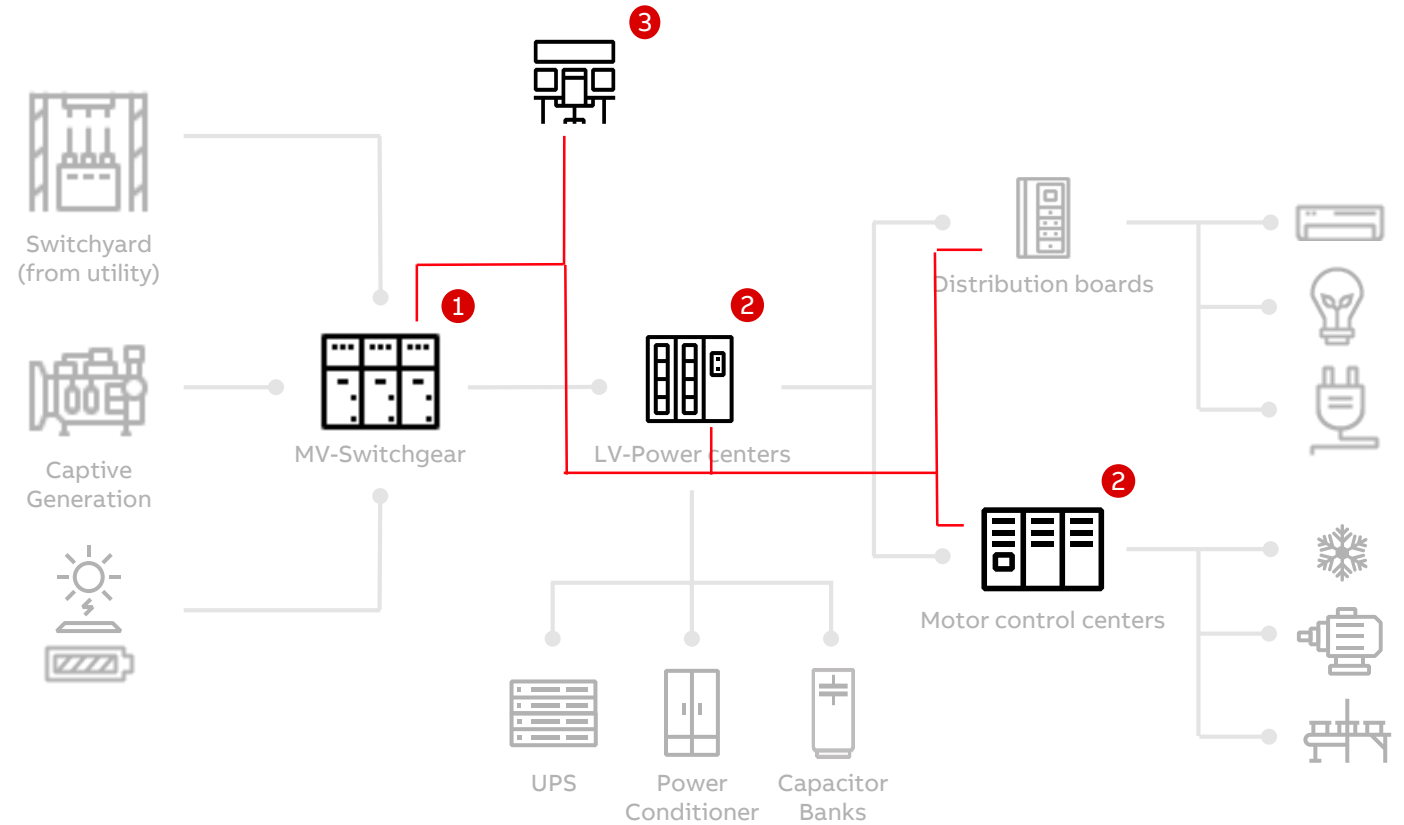 3
Switchyard
(from utility)
1
2
Distribution boards
MV-Switchgear
LV-Power centers
Captive
Generation
2
Motor control centers
UPS
Power
Conditioner
Capacitor
Banks